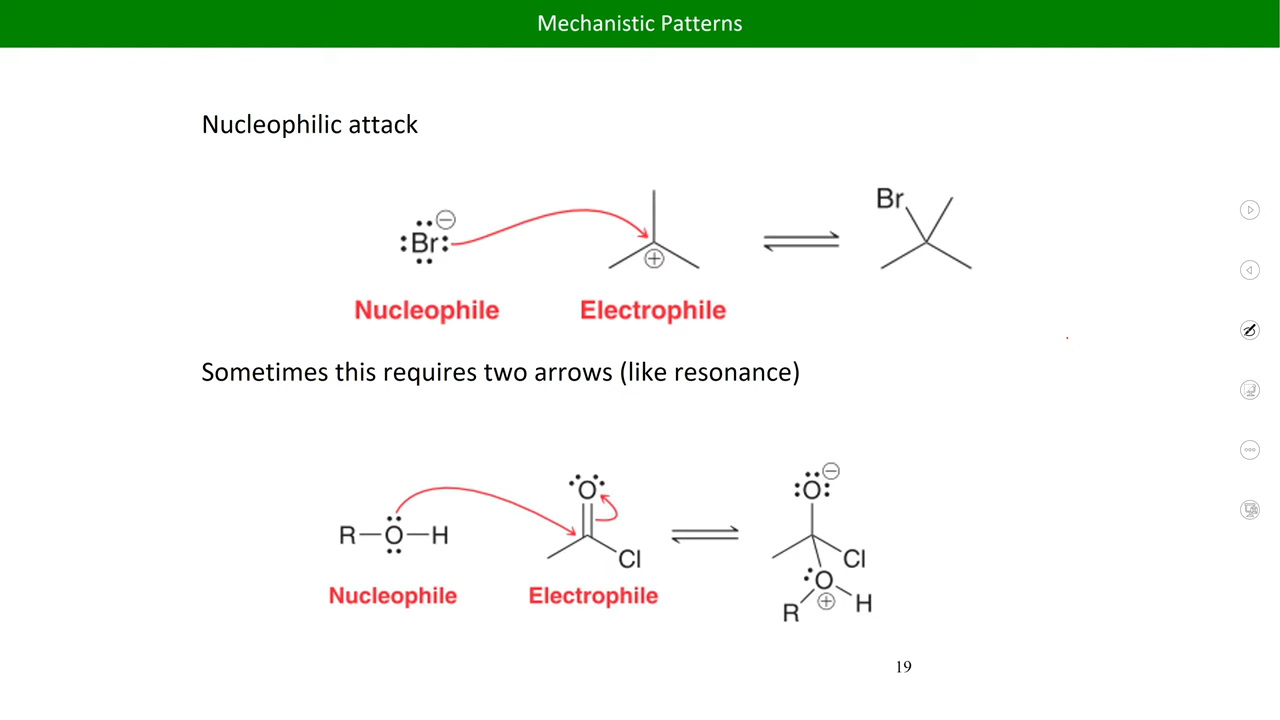 Mechanistic Patterns
Nucleophilic attack
:Br: ⊖ ⊕ Br
Nucleophile Electrophile
Sometimes this requires two arrows (like resonance)
O :O: ⊖
R—O—H Cl Cl
O ⊕
Nucleophile Electrophile R H
19